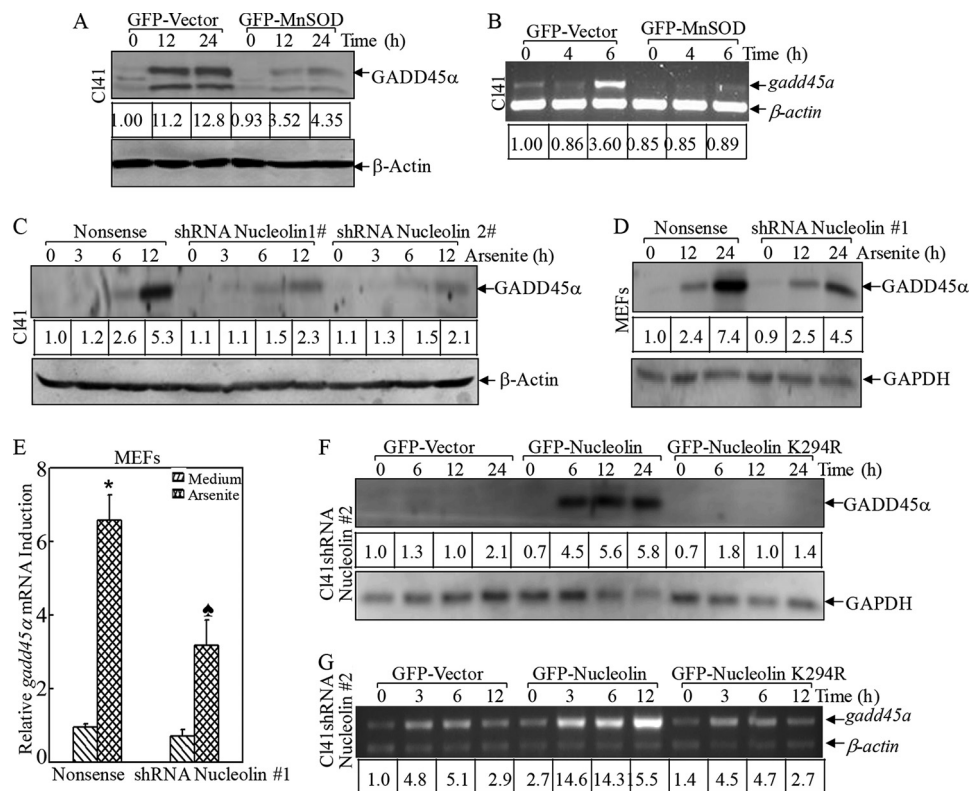 A
GFP-Vector GFP-MnSOD
0 12 24 0 12 24 Time (h)
Cl41
GADD45α
1.00 11.2 12.8 0.93 3.52 4.35
β-Actin
B
GFP-Vector GFP-MnSOD
0 4 6 0 4 6 Time (h)
Cl41
gadd45a
β-actin
1.00 0.86 3.60 0.85 0.85 0.89
C
Nonsense shRNA Nucleolin1# shRNA Nucleolin 2#
0 3 6 12 0 3 6 12 0 3 6 12 Arsenite (h)
Cl41
GADD45α
1.0 1.2 2.6 5.3 1.1 1.1 1.5 2.3 1.1 1.3 1.5 2.1
β-Actin
D
Nonsense shRNA Nucleolin #1
0 12 24 0 12 24 Arsenite (h)
MEFs
GADD45α
1.0 2.4 7.4 0.9 2.5 4.5
GAPDH
E
MEFs
Medium
Arsenite
Relative gadd45α mRNA Induction
8
6
4
2
0
*
♠
Nonsense shRNA Nucleolin #1
F
GFP-Vector GFP-Nucleolin GFP-Nucleolin K294R
0 6 12 24 0 6 12 24 0 6 12 24 Time (h)
Cl41shRNA
Nucleolin #2
GADD45α
1.0 1.3 1.0 2.1 0.7 4.5 5.6 5.8 0.7 1.8 1.0 1.4
GAPDH
G
GFP-Vector GFP-Nucleolin GFP-Nucleolin K294R
0 3 6 12 0 3 6 12 0 3 6 12 Time (h)
Cl41shRNA
Nucleolin #2
gadd45a
β-actin
1.0 4.8 5.1 2.9 2.7 14.6 14.3 5.5 1.4 4.5 4.7 2.7